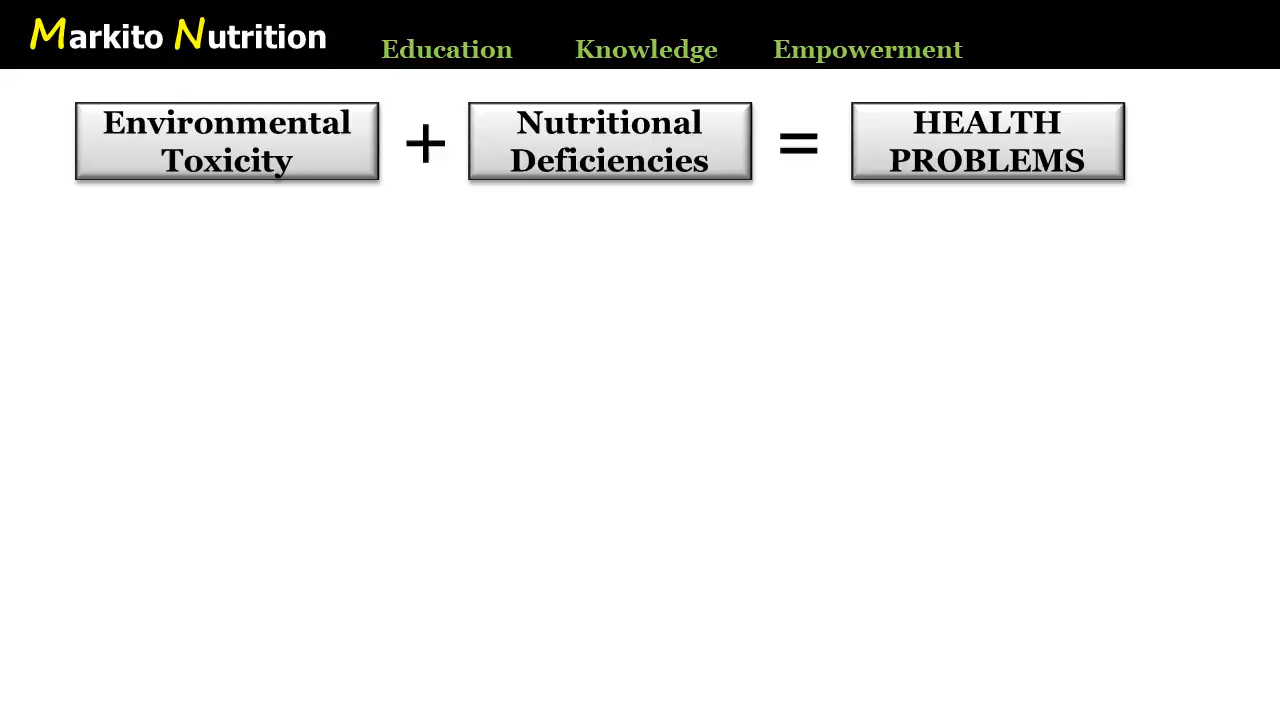 Markito Nutrition
Education Knowledge Empowerment
Environmental
Toxicity
+
Nutritional
Deficiencies
=
HEALTH
PROBLEMS